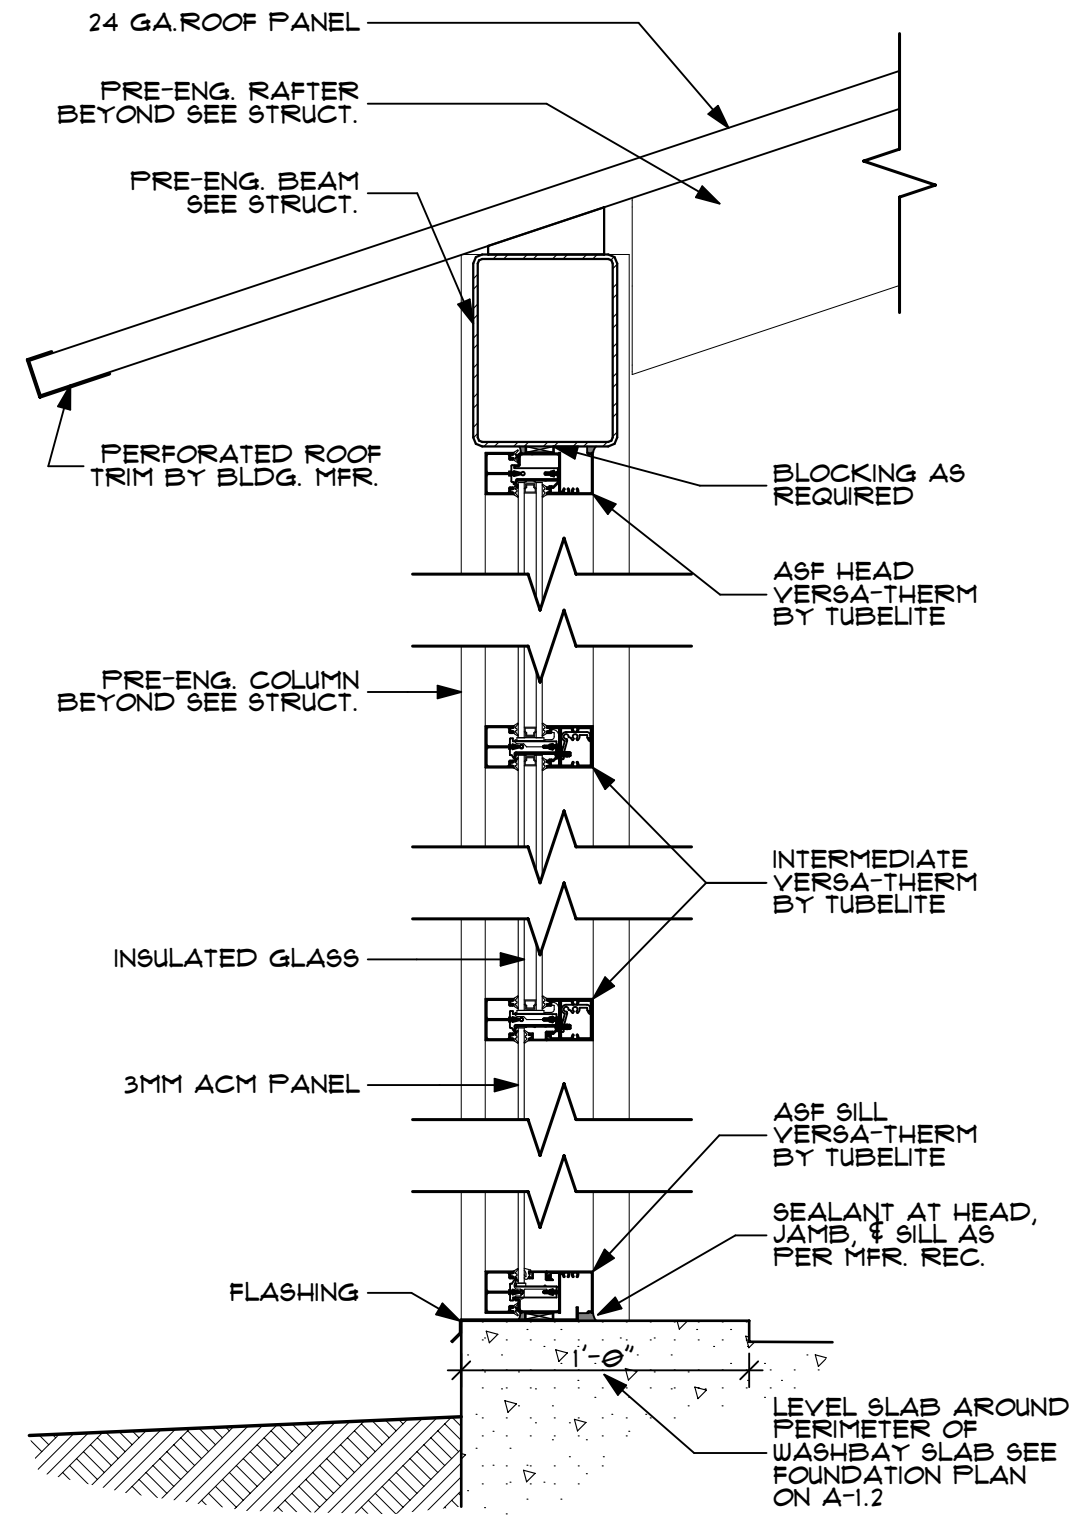 24 GA.ROOF PANEL
PRE-ENG. RAFTER
BEYOND SEE STRUCT.
PRE-ENG. BEAM
SEE STRUCT.
PERFORATED ROOF
TRIM BY BLDG. MFR.
BLOCKING AS
REQUIRED
ASF HEAD
VERSA-THERM
BY TUBELITE
PRE-ENG. COLUMN
BEYOND SEE STRUCT.
INTERMEDIATE
VERSA-THERM
BY TUBELITE
INSULATED GLASS
3MM ACM PANEL
ASF SILL
VERSA-THERM
BY TUBELITE
SEALANT AT HEAD,
JAMB, & SILL AS
PER MFR. REC.
FLASHING
1'-0"
LEVEL SLAB AROUND
PERIMETER OF
WASHBAY SLAB SEE
FOUNDATION PLAN
ON A-1.2